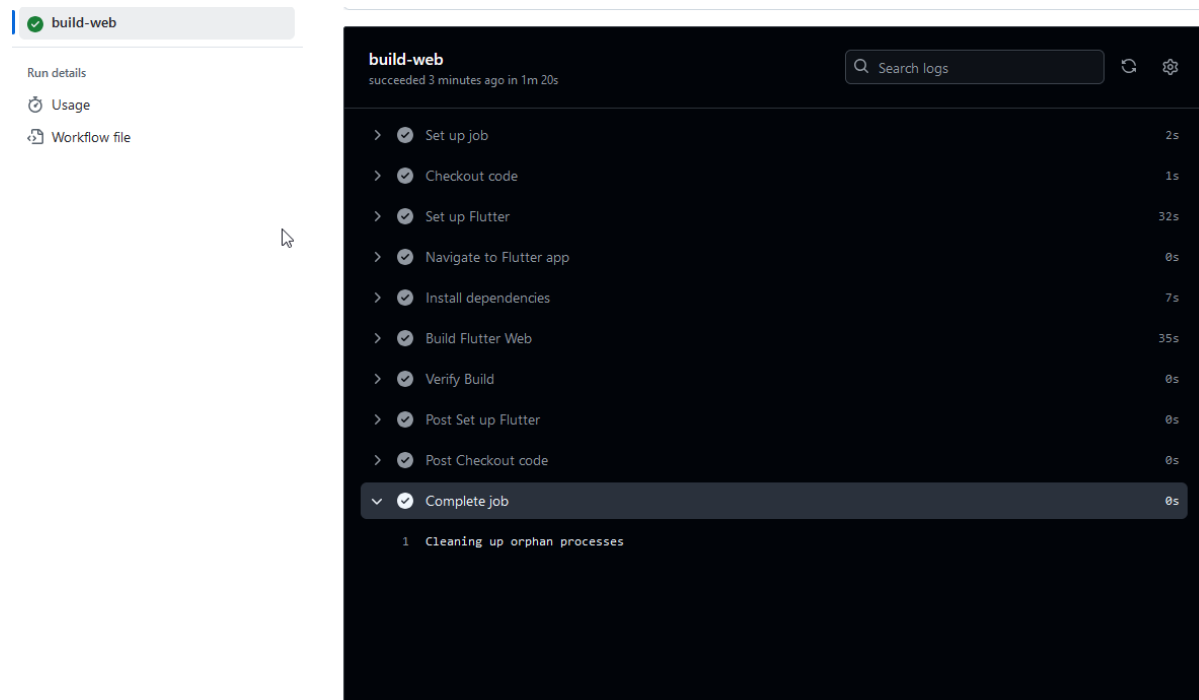 build-web
Run details
Usage
Workflow file
build-web
succeeded 3 minutes ago in 1m 20s
Search logs
Set up job 2s
Checkout code 1s
Set up Flutter 32s
Navigate to Flutter app 0s
Install dependencies 7s
Build Flutter Web 35s
Verify Build 0s
Post Set up Flutter 0s
Post Checkout code 0s
Complete job 0s
1 Cleaning up orphan processes